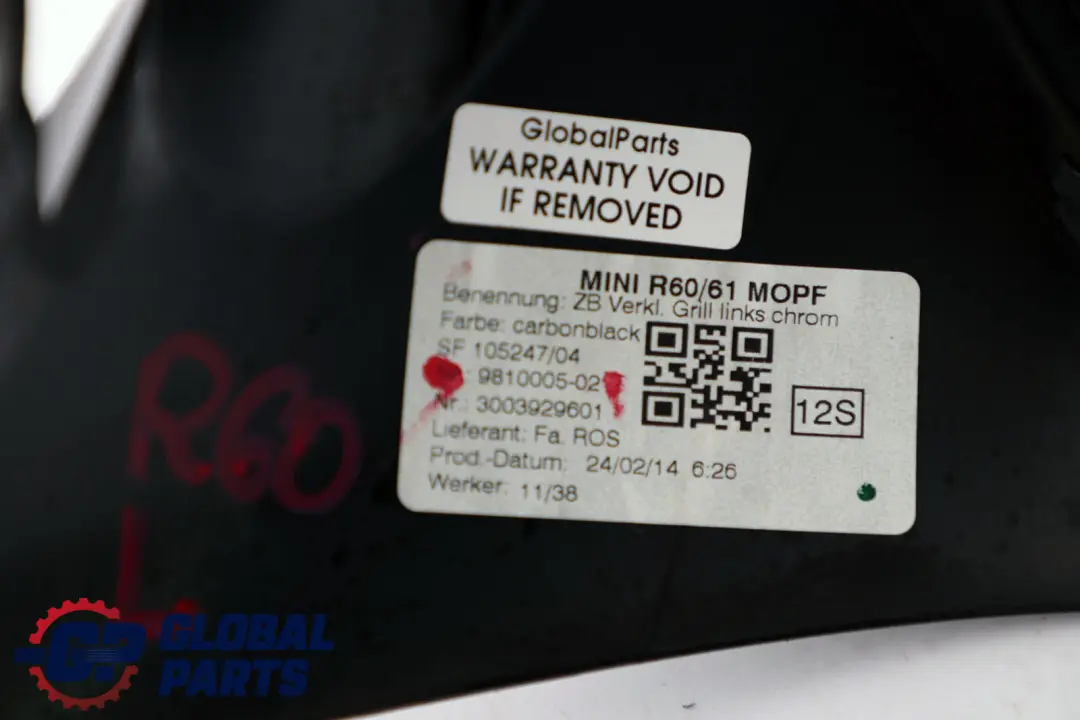 GlobalParts
WARRANTY VOID
IF REMOVED
MINI R60/61 MOPF
Benennung: ZB Verkl. Grill links chrom
Farbe: carbonblack
SF 105247/04
: 9810005-02
Nr.: 3003929601
12S
Lieferant: Fa. ROS
Prod.-Datum: 24/02/14 6:26
Werker: 11/38
R60
L.
GP GLOBAL
PARTS